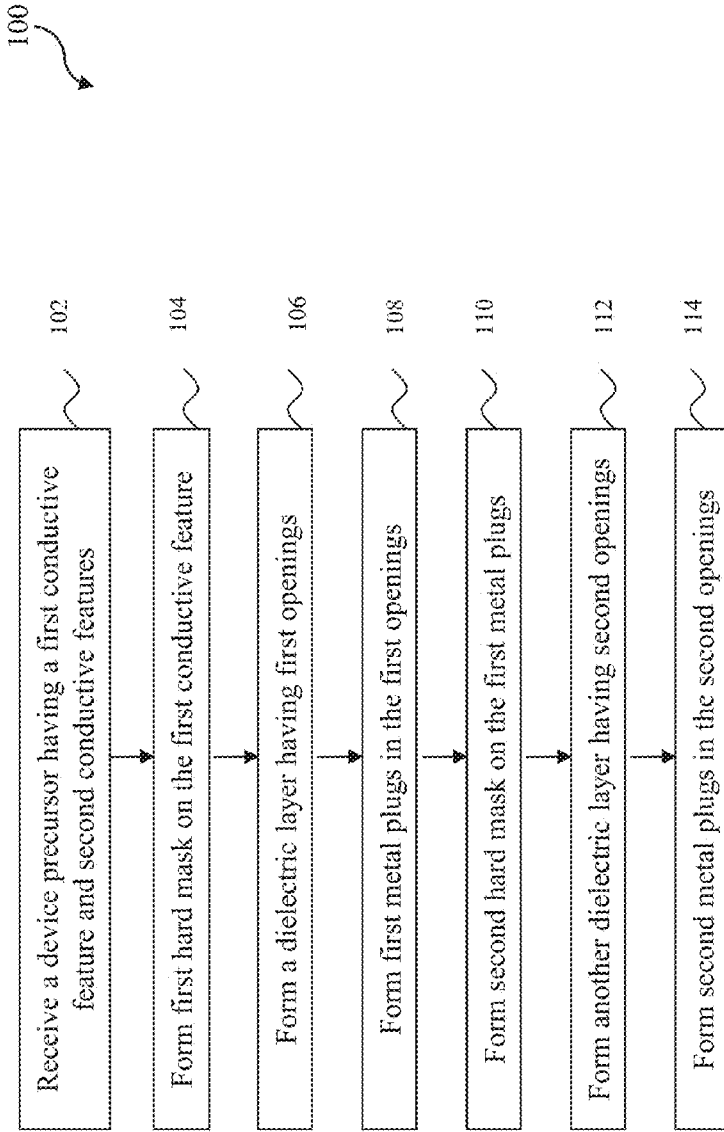 100
Receive a device precursor having a first conductive
feature and second conductive features
102
Form first hard mask on the first conductive feature
104
Form a dielectric layer having first openings
106
Form first metal plugs in the first openings
108
Form second hard mask on the first metal plugs
110
Form another dielectric layer having second openings
112
Form second metal plugs in the second openings
114